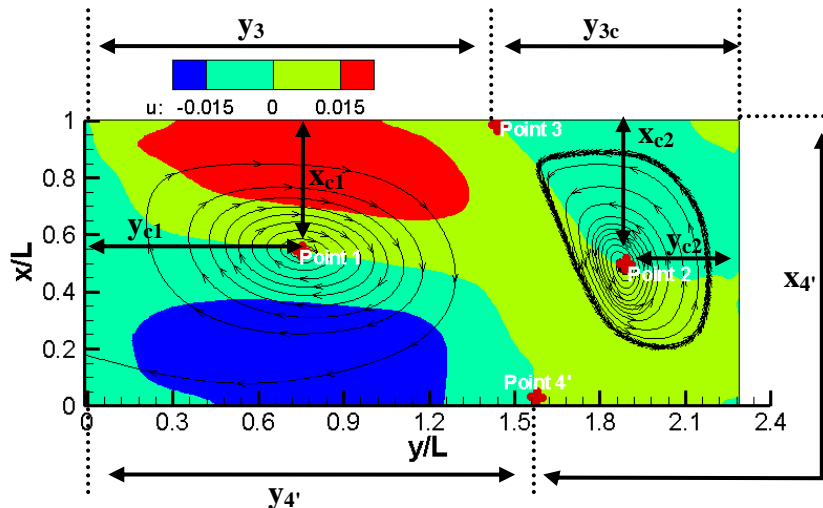 y3 y3c
u: -0.015 0 0.015
1 Point 3
xc1 xc2
0.8
yc1 yc2
0.6 Point 1 Point 2
x/L x4'
0.4
0.2
Point 4'
0
0 0.3 0.6 0.9 1.2 1.5 1.8 2.1 2.4
y/L
y4'